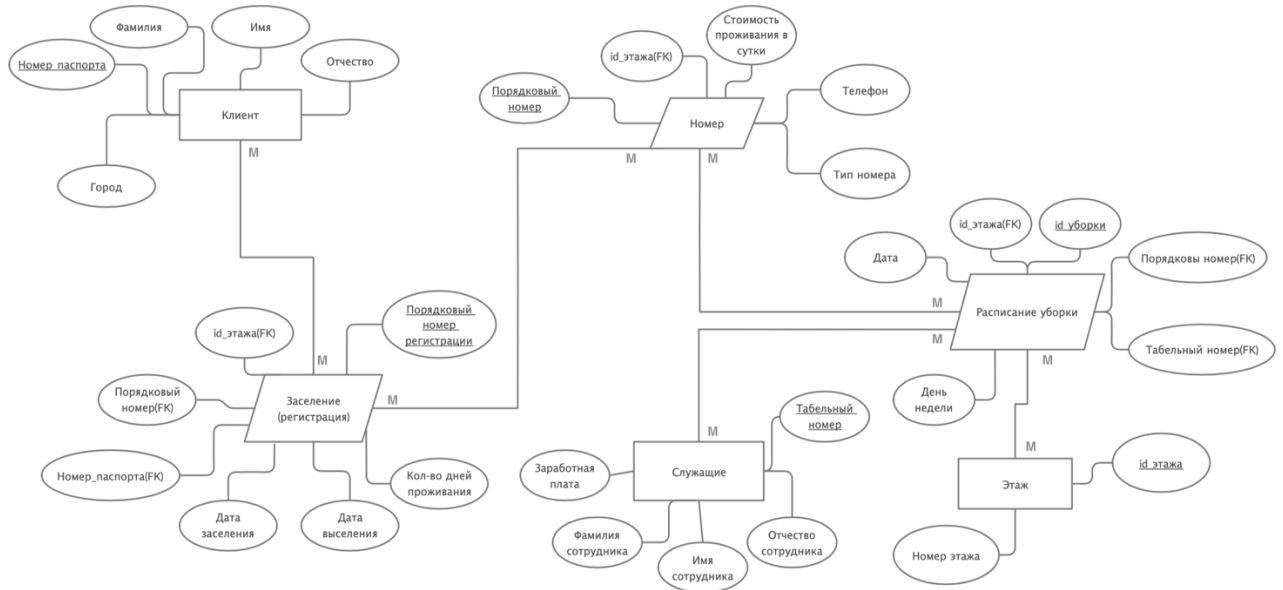 Фамилия
Имя
Номер_паспорта
Отчество
Клиент
М
Город
Стоимость
проживания в
сутки
id_этажа(FK)
Порядковый
номер
Телефон
Номер
М
М
Тип номера
id_этажа(FK)
id_уборки
Дата
Порядковы номер(FK)
М
Расписание уборки
М
Табельный номер(FK)
М
День
недели
id_этажа(FK)
Порядковый
номер
регистрации
М
Порядковый
номер(FK)
Заселение
(регистрация)
М
Номер_паспорта(FK)
Кол-во дней
проживания
Дата
заселения
Дата
выселения
Табельный
номер
М
Заработная
плата
Служащие
Фамилия
сотрудника
Имя
сотрудника
Отчество
сотрудника
М
id_этажа
Этаж
Номер этажа